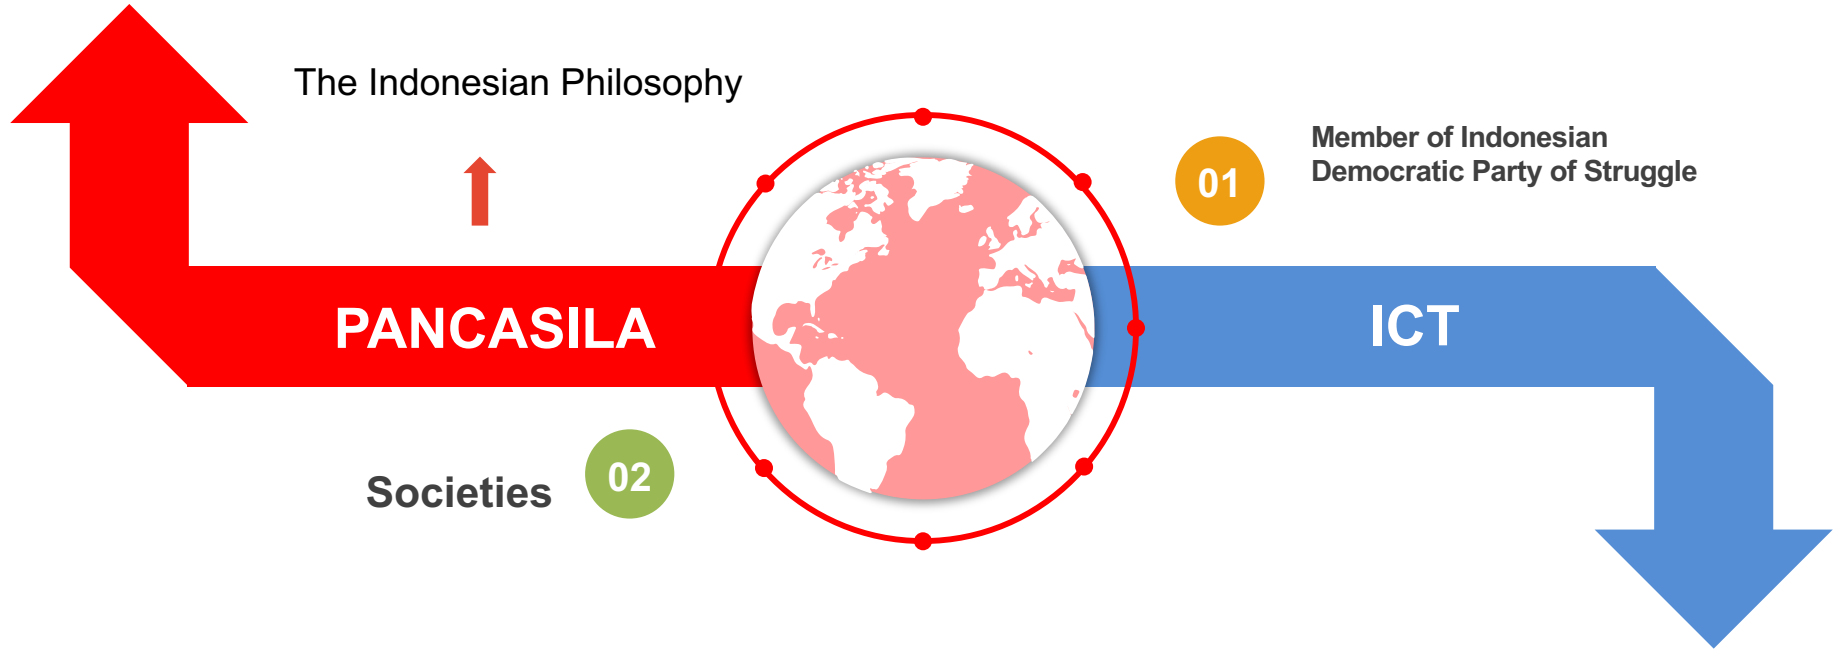 The Indonesian Philosophy
01
Member of Indonesian
Democratic Party of Struggle
PANCASILA
ICT
Societies
02